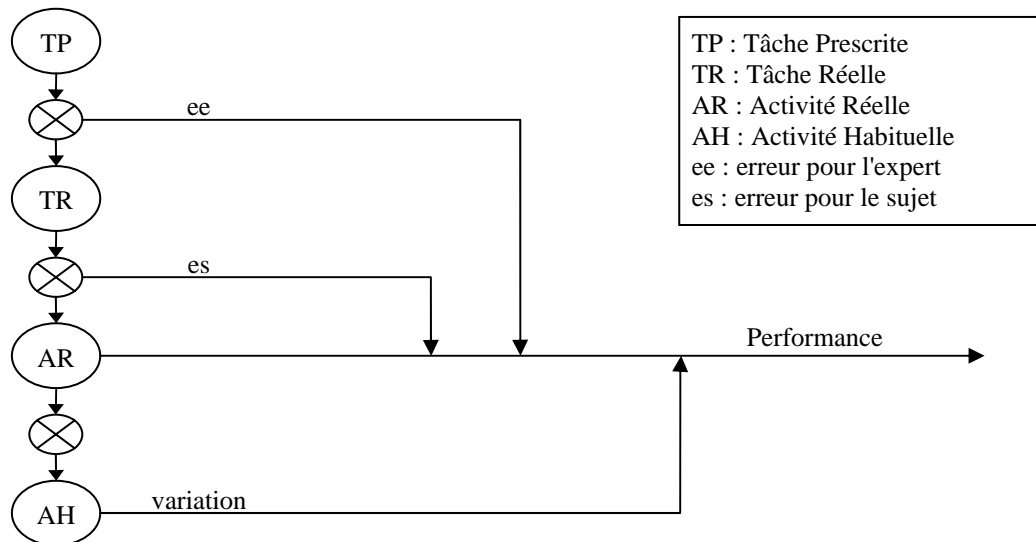 TP
TP : Tâche Prescrite
TR : Tâche Réelle
AR : Activité Réelle
AH : Activité Habituelle
ee : erreur pour l'expert
es : erreur pour le sujet
ee
TR
es
Performance
AR
variation
AH